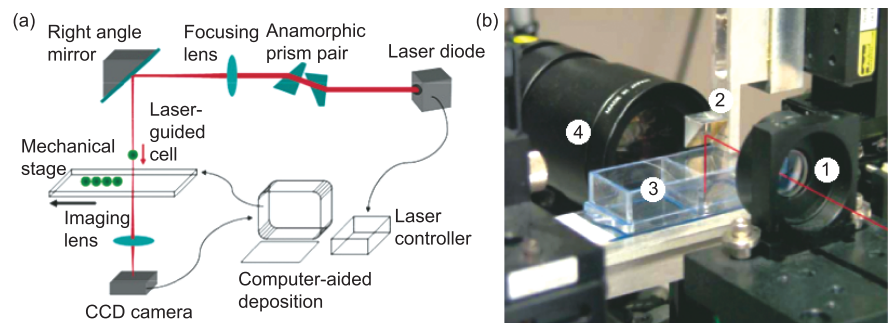 (a)
Right angle
mirror
Focusing
lens
Anamorphic
prism pair
Laser diode
Laser-
guided
cell
Mechanical
stage
Imaging
lens
Laser
controller
Computer-aided
deposition
CCD camera
(b)
1
2
3
4